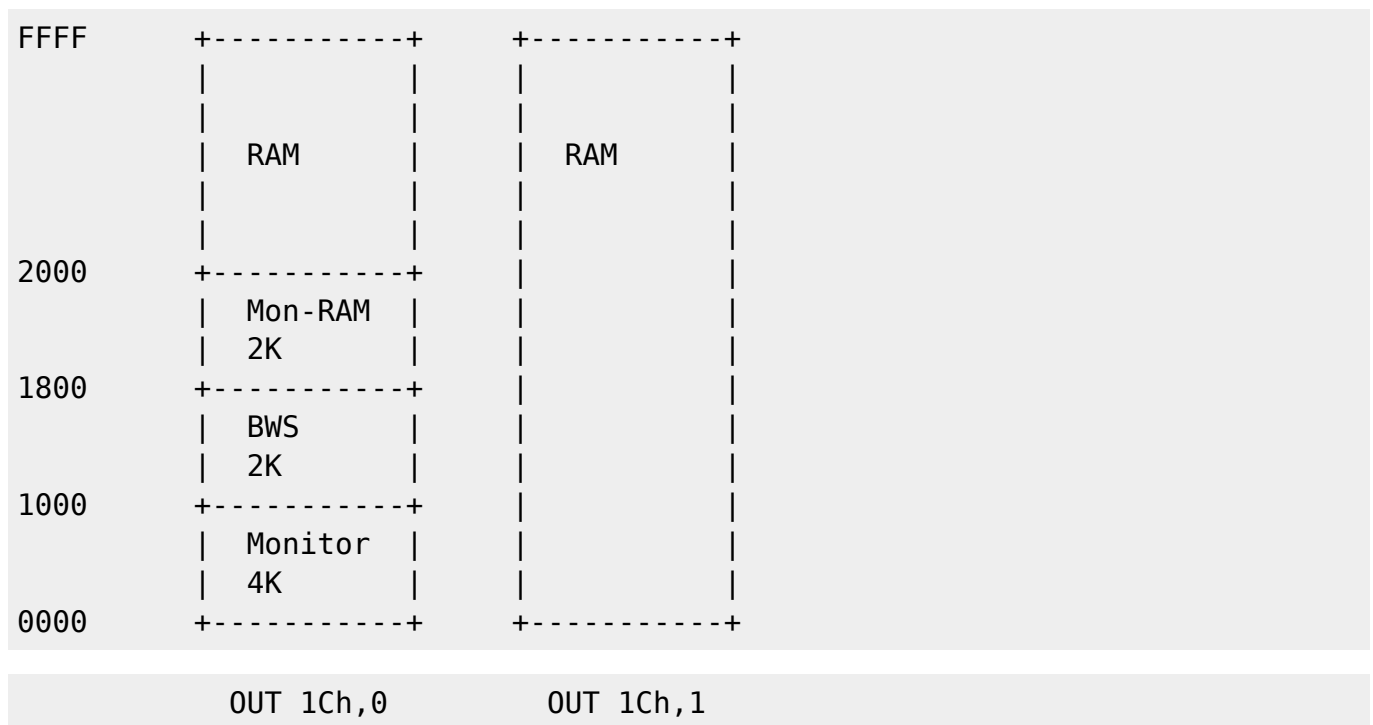 FFFF      +-----------+     +-----------+
          |           |     |           |
          |           |     |           |
          |  RAM      |     |  RAM      |
          |           |     |           |
          |           |     |           |
2000      +-----------+     |           |
          |  Mon-RAM  |     |           |
          |  2K       |     |           |
1800      +-----------+     |           |
          |  BWS      |     |           |
          |  2K       |     |           |
1000      +-----------+     |           |
          |  Monitor  |     |           |
          |  4K       |     |           |
0000      +-----------+     +-----------+
            OUT 1Ch,0         OUT 1Ch,1